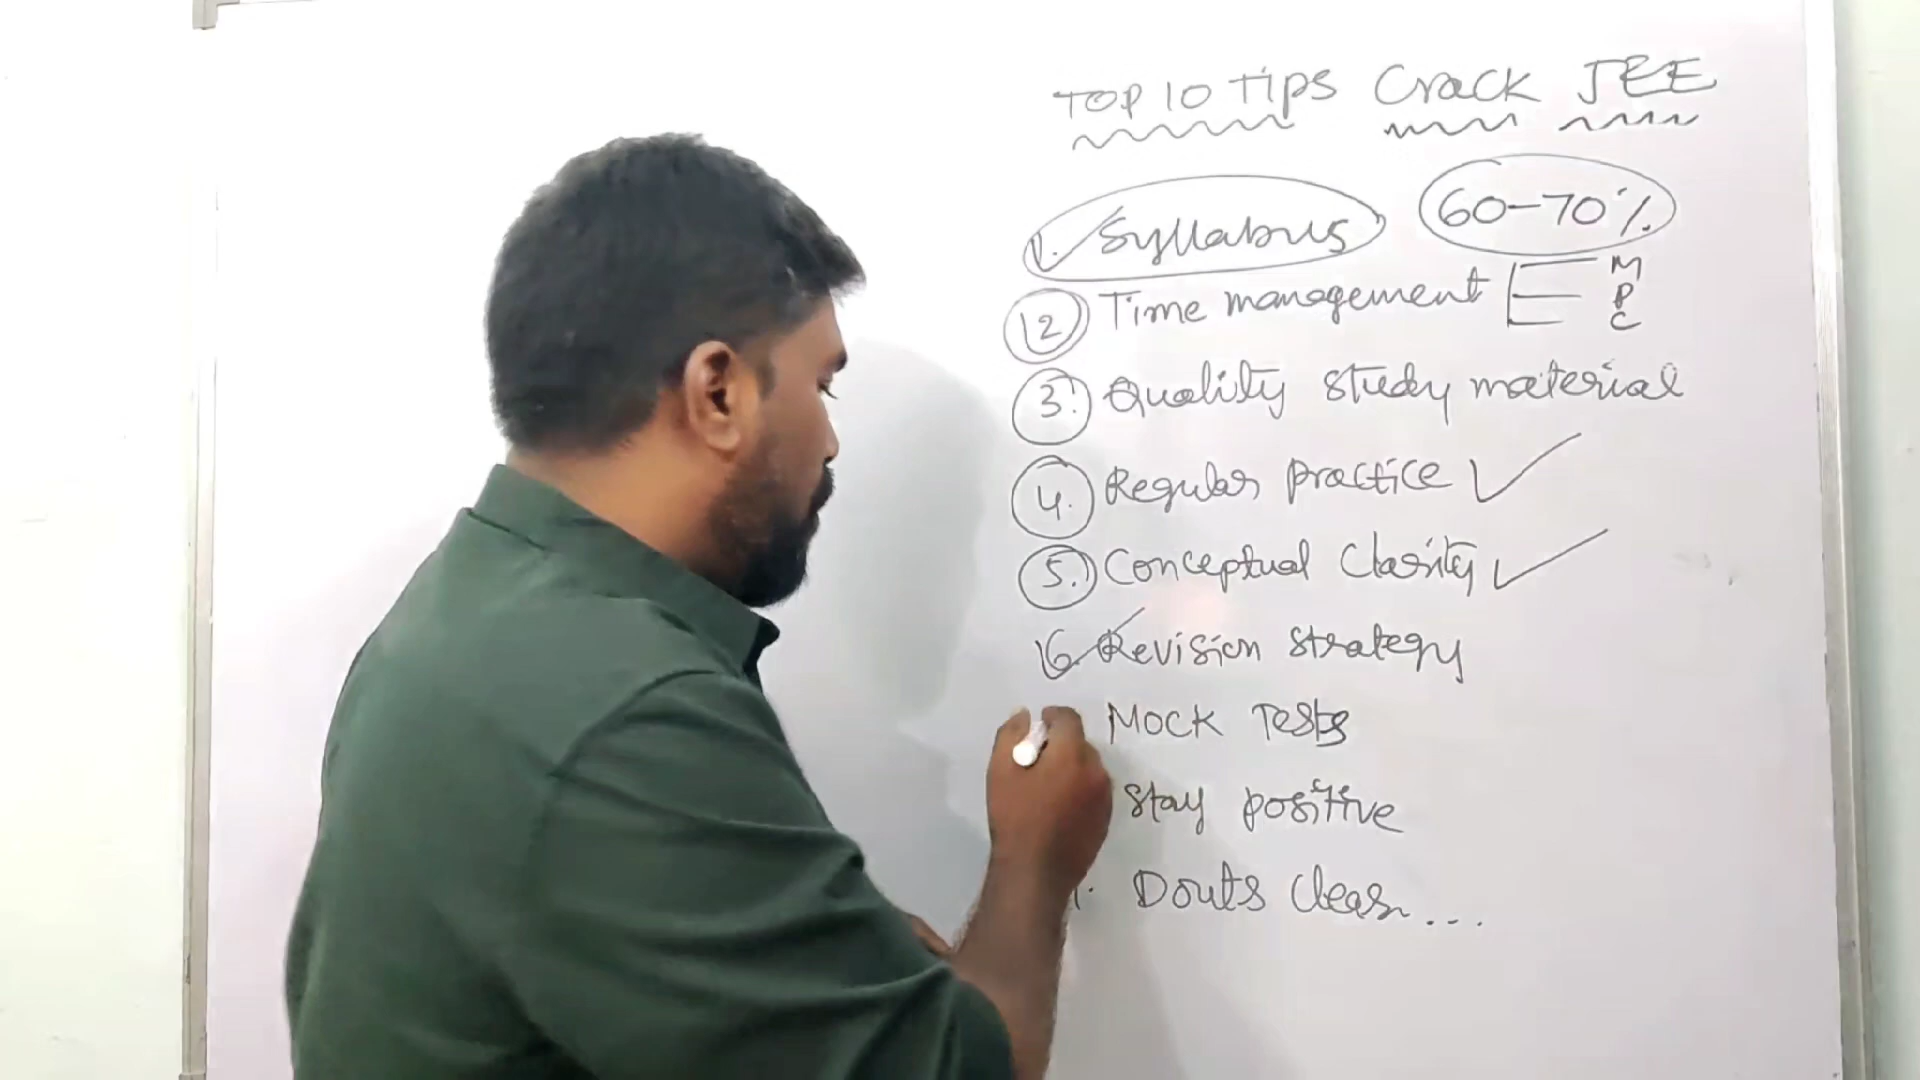 TOP 10 Tips Crack JEE
1. Syllabus 60-70%
2 Time management M
P
C
3. Quality study material
4. Regular practice
5. Conceptual Clarity
6. Revision strategy
Mock Tests
Stay positive
Douts Clear...